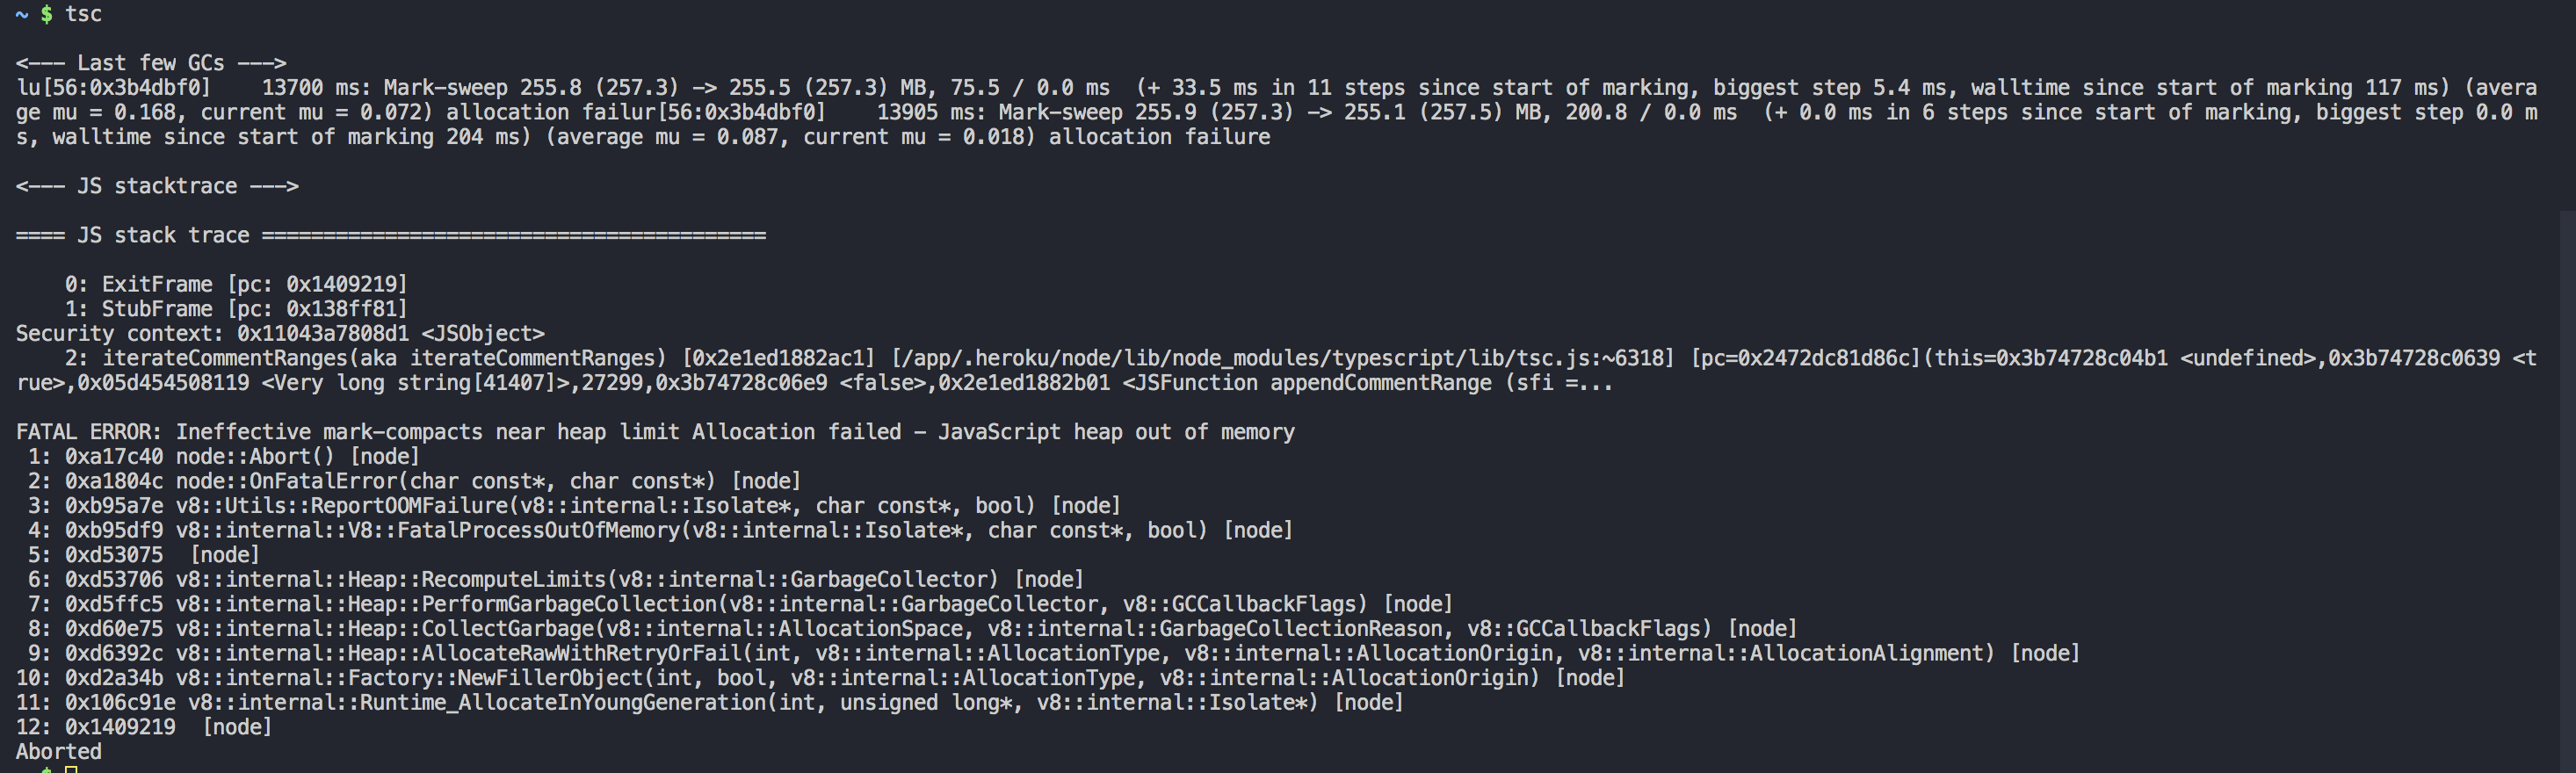 ~ $ tsc
<--- Last few GCs --->
lu[56:0x3b4dbf0]    13700 ms: Mark-sweep 255.8 (257.3) -> 255.5 (257.3) MB, 75.5 / 0.0 ms  (+ 33.5 ms in 11 steps since start of marking, biggest step 5.4 ms, walltime since start of marking 117 ms) (avera
ge mu = 0.168, current mu = 0.072) allocation failur[56:0x3b4dbf0]    13905 ms: Mark-sweep 255.9 (257.3) -> 255.1 (257.5) MB, 200.8 / 0.0 ms  (+ 0.0 ms in 6 steps since start of marking, biggest step 0.0 m
s, walltime since start of marking 204 ms) (average mu = 0.087, current mu = 0.018) allocation failure
<--- JS stacktrace --->
==== JS stack trace =========================================
    0: ExitFrame [pc: 0x1409219]
    1: StubFrame [pc: 0x138ff81]
Security context: 0x11043a7808d1 <JSObject>
    2: iterateCommentRanges(aka iterateCommentRanges) [0x2e1ed1882ac1] [/app/.heroku/node/lib/node_modules/typescript/lib/tsc.js:~6318] [pc=0x2472dc81d86c](this=0x3b74728c04b1 <undefined>,0x3b74728c0639 <t
rue>,0x05d454508119 <Very long string[41407]>,27299,0x3b74728c06e9 <false>,0x2e1ed1882b01 <JSFunction appendCommentRange (sfi =...
FATAL ERROR: Ineffective mark-compacts near heap limit Allocation failed - JavaScript heap out of memory
 1: 0xa17c40 node::Abort() [node]
 2: 0xa1804c node::OnFatalError(char const*, char const*) [node]
 3: 0xb95a7e v8::Utils::ReportOOMFailure(v8::internal::Isolate*, char const*, bool) [node]
 4: 0xb95df9 v8::internal::V8::FatalProcessOutOfMemory(v8::internal::Isolate*, char const*, bool) [node]
 5: 0xd53075  [node]
 6: 0xd53706 v8::internal::Heap::RecomputeLimits(v8::internal::GarbageCollector) [node]
 7: 0xd5ffc5 v8::internal::Heap::PerformGarbageCollection(v8::internal::GarbageCollector, v8::GCCallbackFlags) [node]
 8: 0xd60e75 v8::internal::Heap::CollectGarbage(v8::internal::AllocationSpace, v8::internal::GarbageCollectionReason, v8::GCCallbackFlags) [node]
 9: 0xd6392c v8::internal::Heap::AllocateRawWithRetryOrFail(int, v8::internal::AllocationType, v8::internal::AllocationOrigin, v8::internal::AllocationAlignment) [node]
10: 0xd2a34b v8::internal::Factory::NewFillerObject(int, bool, v8::internal::AllocationType, v8::internal::AllocationOrigin) [node]
11: 0x106c91e v8::internal::Runtime_AllocateInYoungGeneration(int, unsigned long*, v8::internal::Isolate*) [node]
12: 0x1409219  [node]
Aborted
$